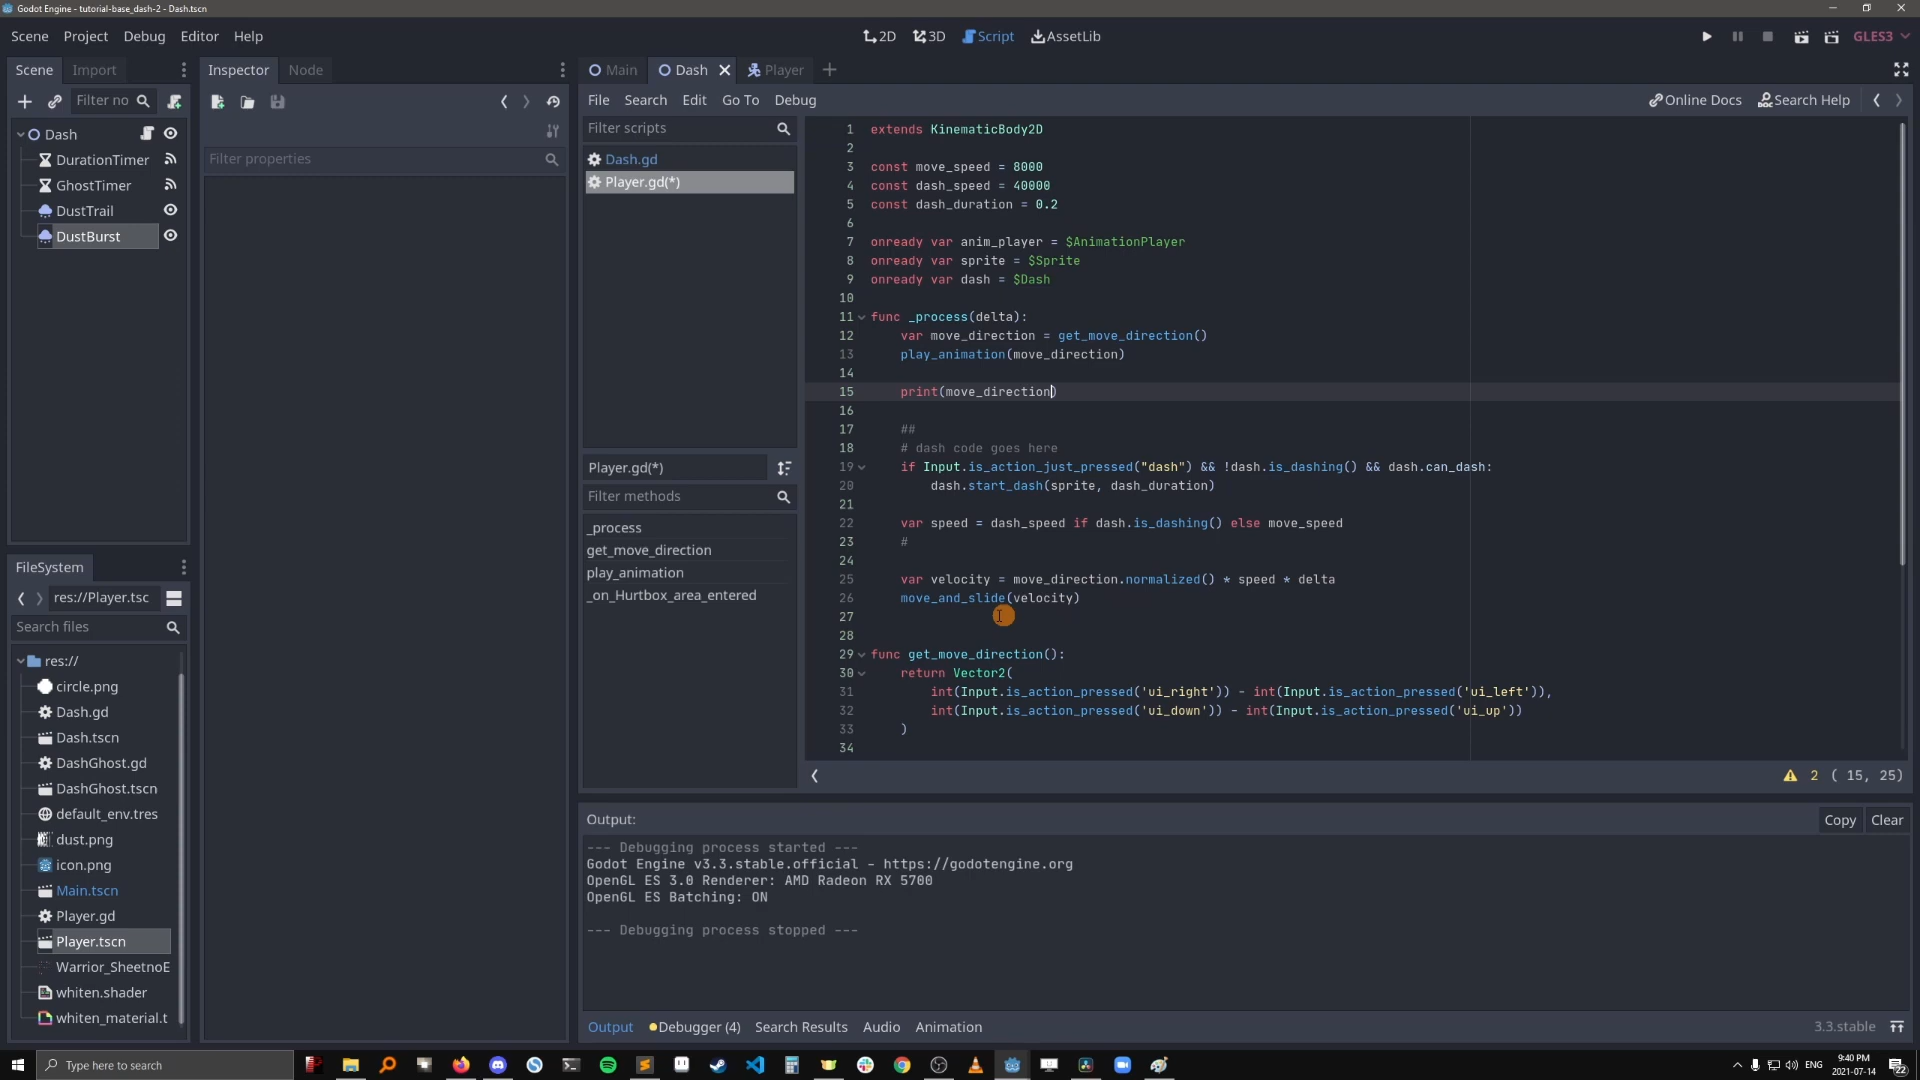 Godot Engine - tutorial-base_dash-2 - Dash.tscn
Scene Project Debug Editor Help
2D 3D Script AssetLib
GLES3
Scene Import
Filter no
Dash
DurationTimer
GhostTimer
DustTrail
DustBurst
FileSystem
res://Player.tsc
Search files
res://
circle.png
Dash.gd
Dash.tscn
DashGhost.gd
DashGhost.tscn
default_env.tres
dust.png
icon.png
Main.tscn
Player.gd
Player.tscn
Warrior_SheetnoE
whiten.shader
whiten_material.t
Inspector Node
Filter properties
Main Dash Player
File Search Edit Go To Debug
Online Docs Search Help
Filter scripts
Dash.gd
Player.gd(*)
Player.gd(*)
Filter methods
_process
get_move_direction
play_animation
_on_Hurtbox_area_entered
1 extends KinematicBody2D
2
3 const move_speed = 8000
4 const dash_speed = 40000
5 const dash_duration = 0.2
6
7 onready var anim_player = $AnimationPlayer
8 onready var sprite = $Sprite
9 onready var dash = $Dash
10
11 func _process(delta):
12 var move_direction = get_move_direction()
13 play_animation(move_direction)
14
15 print(move_direction)
16
17 ##
18 # dash code goes here
19 if Input.is_action_just_pressed("dash") && !dash.is_dashing() && dash.can_dash:
20 dash.start_dash(sprite, dash_duration)
21
22 var speed = dash_speed if dash.is_dashing() else move_speed
23 #
24
25 var velocity = move_direction.normalized() * speed * delta
26 move_and_slide(velocity)
27
28
29 func get_move_direction():
30 return Vector2(
31 int(Input.is_action_pressed('ui_right')) - int(Input.is_action_pressed('ui_left')),
32 int(Input.is_action_pressed('ui_down')) - int(Input.is_action_pressed('ui_up'))
33 )
34
2 ( 15, 25)
Output:
Copy Clear
--- Debugging process started ---
Godot Engine v3.3.stable.official - https://godotengine.org
OpenGL ES 3.0 Renderer: AMD Radeon RX 5700
OpenGL ES Batching: ON
--- Debugging process stopped ---
Output Debugger (4) Search Results Audio Animation
3.3.stable
Type here to search
ENG
9:40 PM
2021-07-14
22